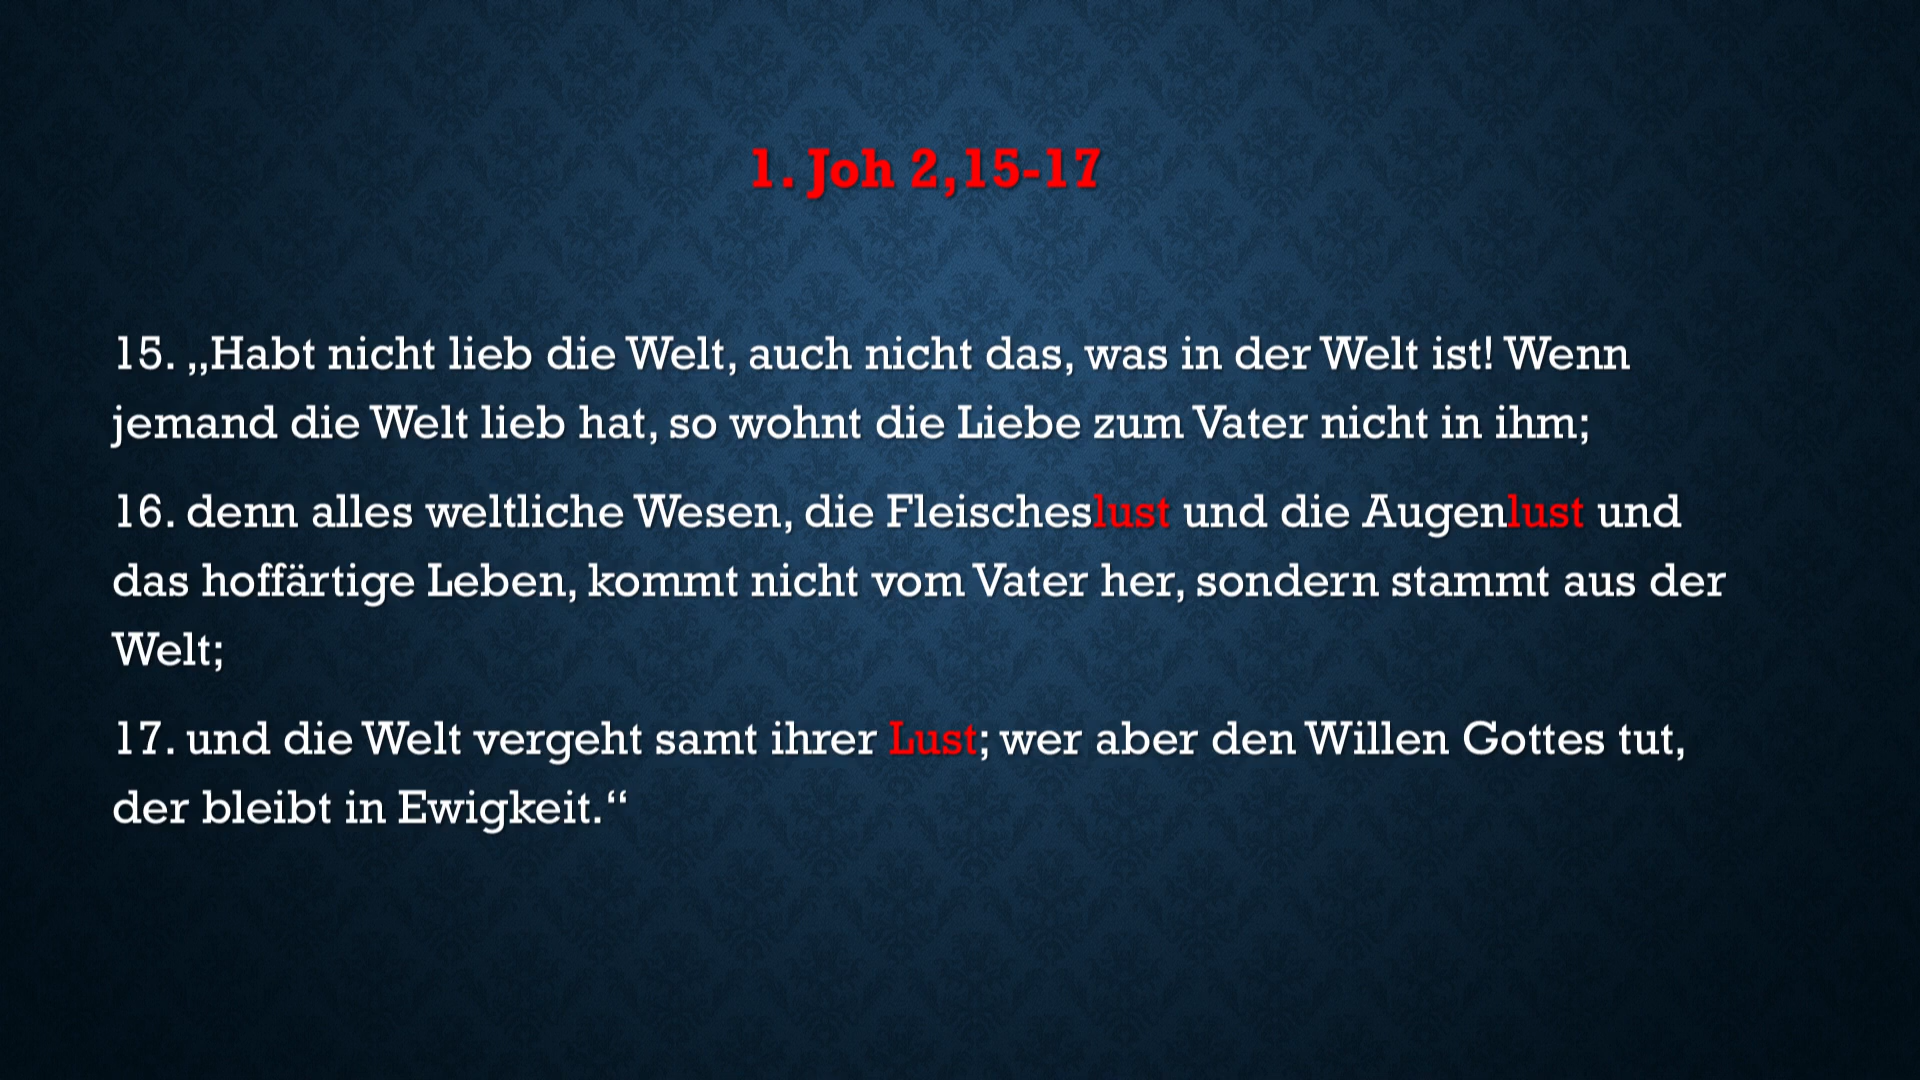 1. Joh 2,15-17
15. „Habt nicht lieb die Welt, auch nicht das, was in der Welt ist! Wenn
jemand die Welt lieb hat, so wohnt die Liebe zum Vater nicht in ihm;
16. denn alles weltliche Wesen, die Fleischeslust und die Augenlust und
das hoffärtige Leben, kommt nicht vom Vater her, sondern stammt aus der
Welt;
17. und die Welt vergeht samt ihrer Lust; wer aber den Willen Gottes tut,
der bleibt in Ewigkeit.“